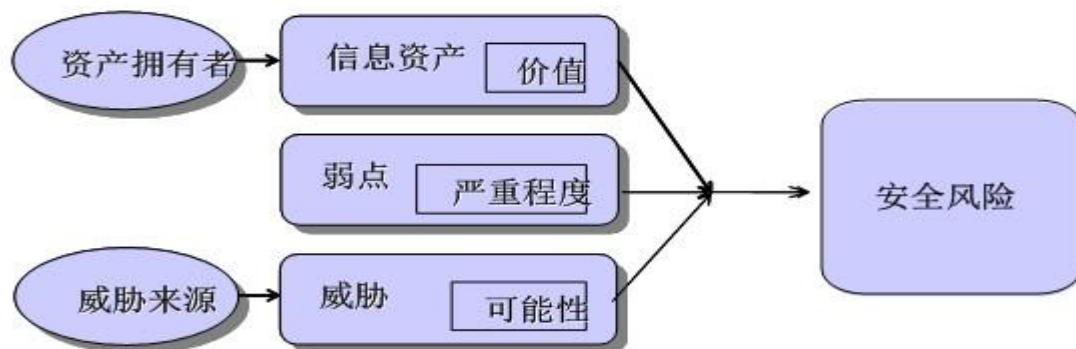 资产拥有者
信息资产
价值
弱点
严重程度
威胁来源
威胁
可能性
安全风险